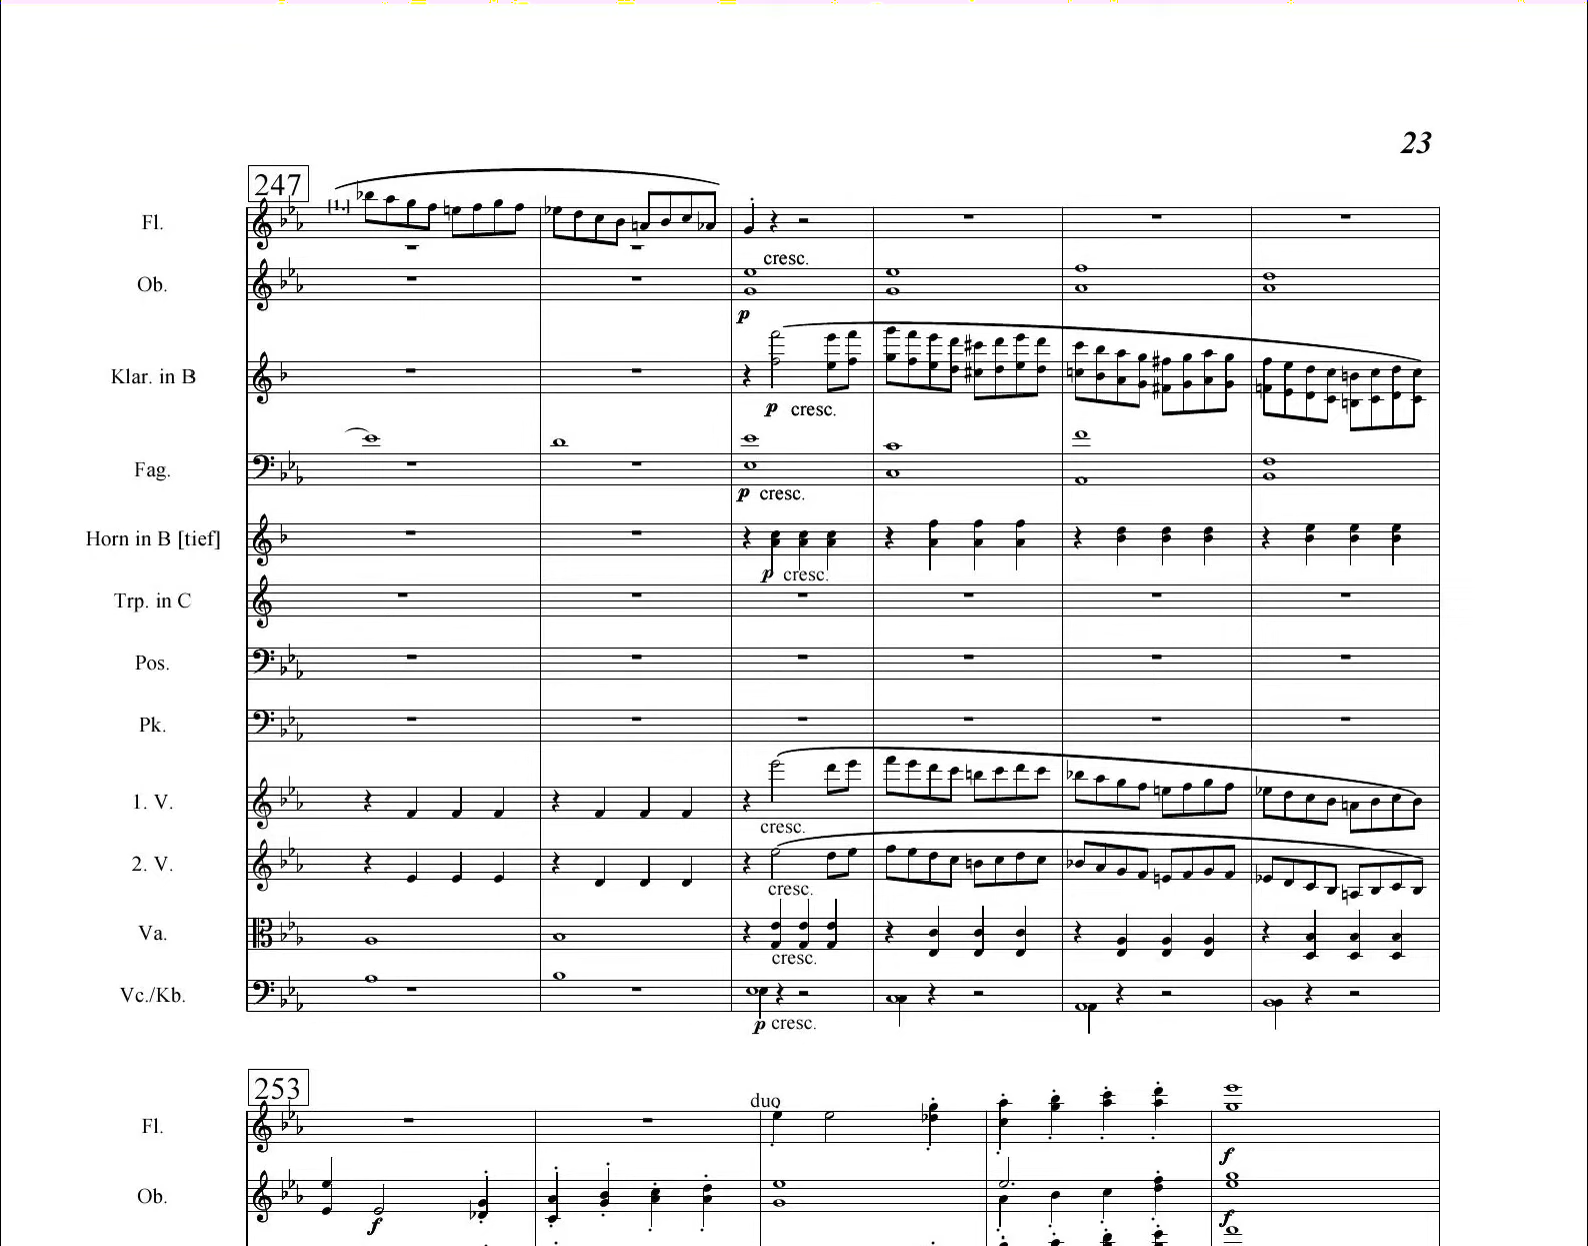 23
247
Fl.
[1.]
cresc.
Ob.
p
Klar. in B
p cresc.
Fag.
p cresc.
Horn in B [tief]
p cresc.
Trp. in C
Pos.
Pk.
1. V.
cresc.
2. V.
cresc.
Va.
cresc.
Vc./Kb.
p cresc.
253
duo
Fl.
f
Ob.
f
f